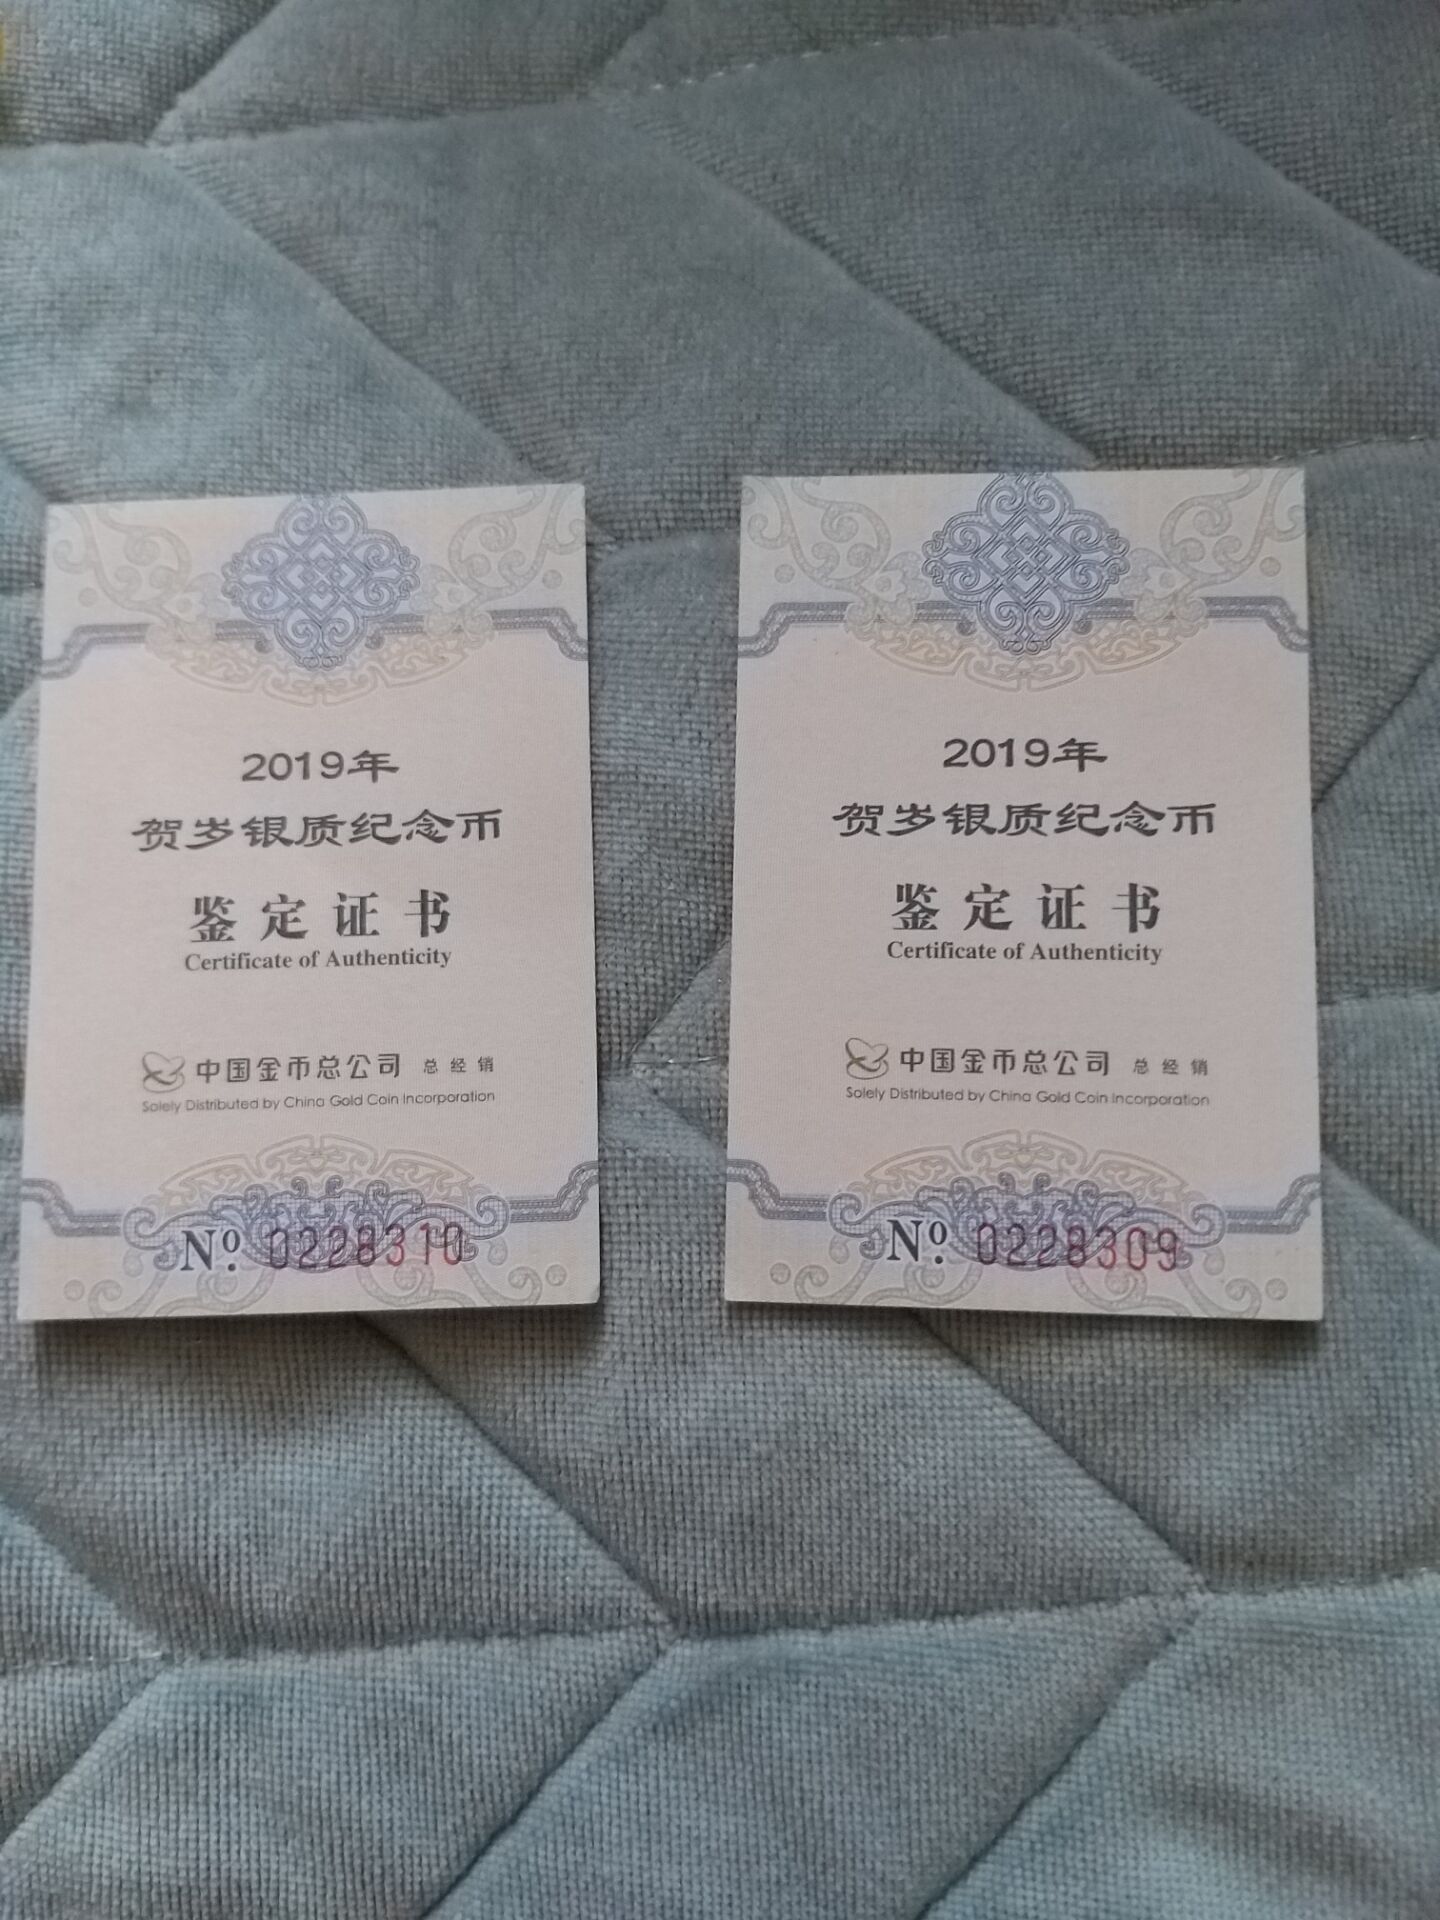 2019年
贺岁银质纪念币
鉴定证书
Certificate of Authenticity
中国金币总公司 总经销
Solely Distributed by China Gold Coin Incorporation
Nº. 0228310
2019年
贺岁银质纪念币
鉴定证书
Certificate of Authenticity
中国金币总公司 总经销
Solely Distributed by China Gold Coin Incorporation
Nº. 0228309